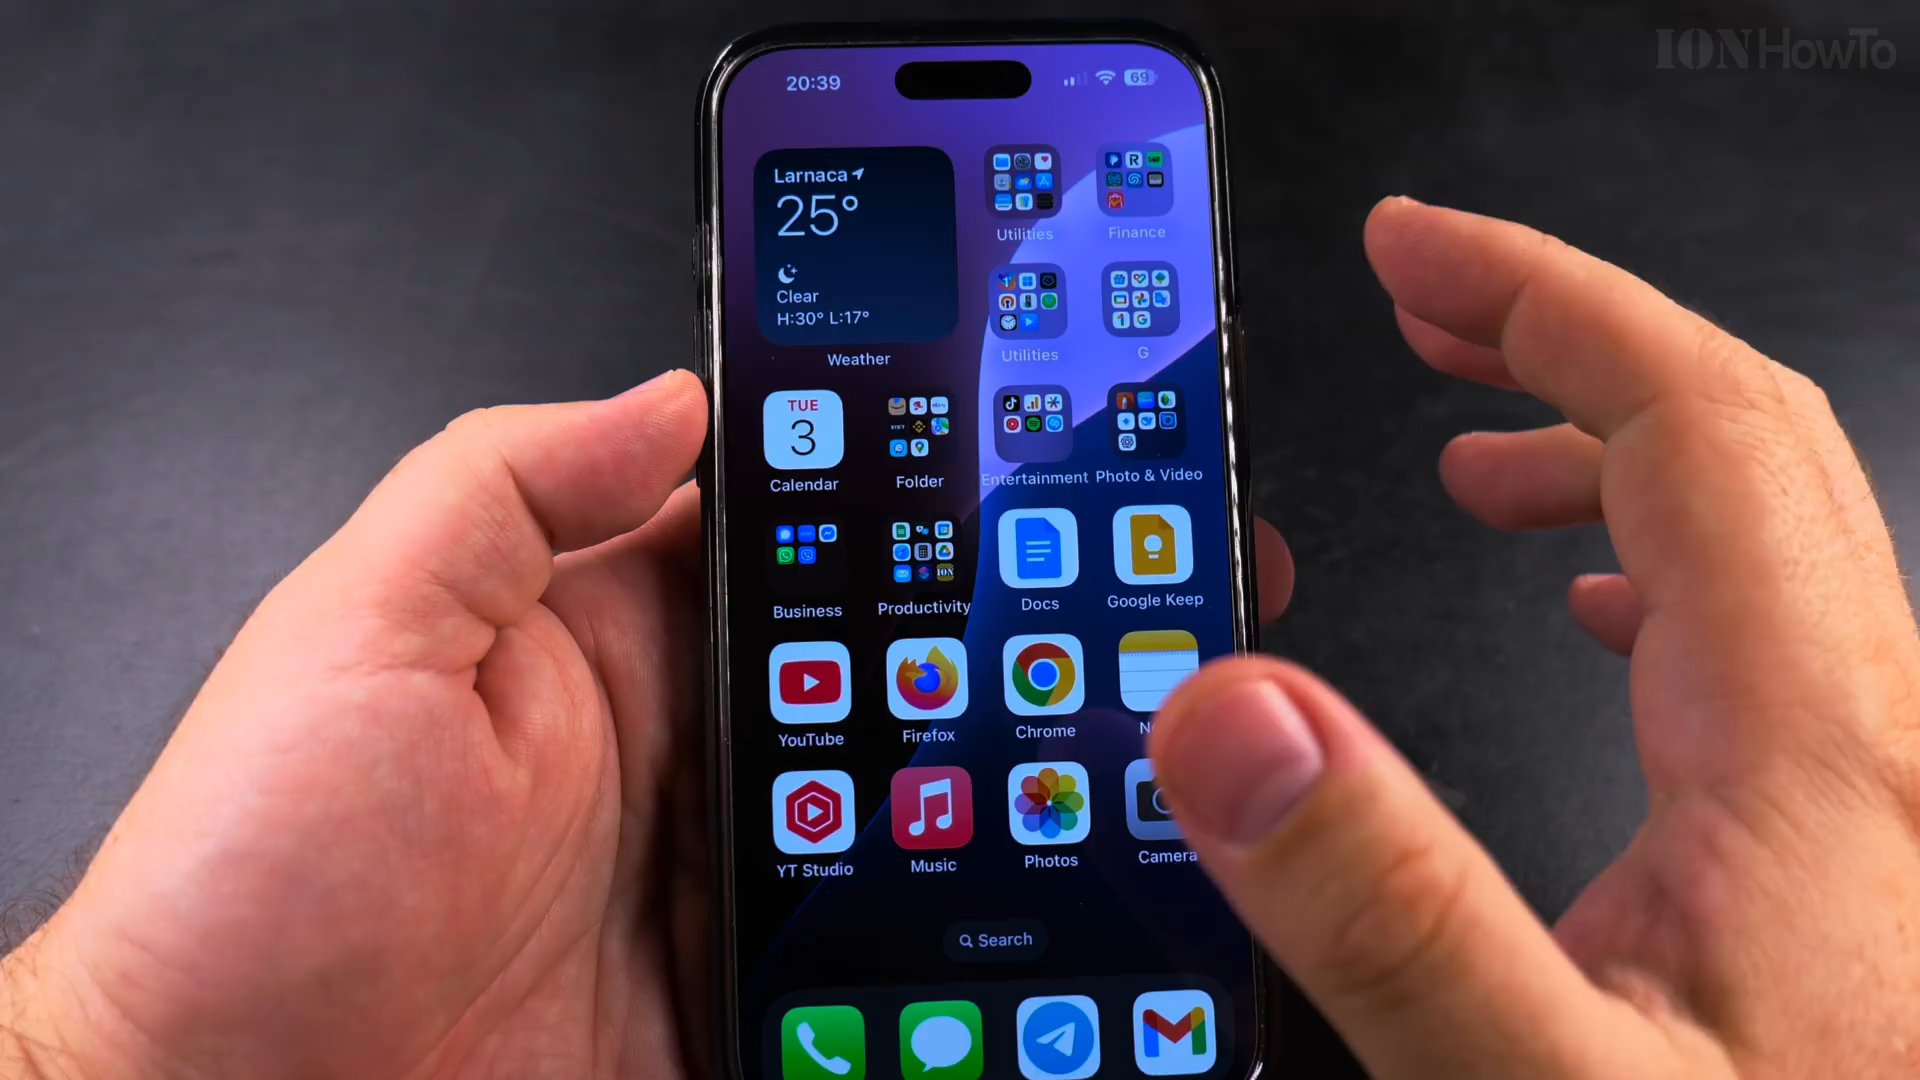 ION HowTo
20:39
69
Larnaca
25°
Clear
H:30° L:17°
Weather
Utilities
Finance
Utilities
G
TUE
3
Calendar
Folder
Entertainment
Photo & Video
Business
Productivity
Docs
Google Keep
YouTube
Firefox
Chrome
YT Studio
Music
Photos
Camera
Search